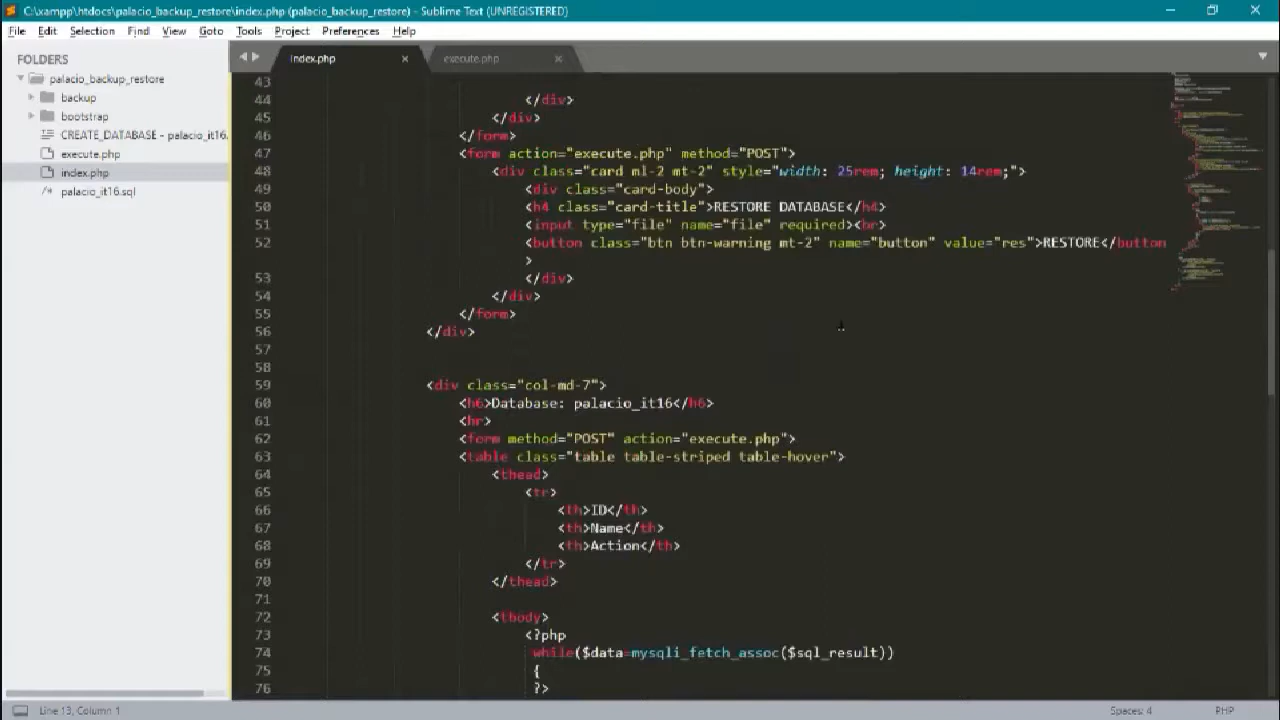 C:\xampp\htdocs\palacio_backup_restore\index.php (palacio_backup_restore) - Sublime Text (UNREGISTERED)
File Edit Selection Find View Goto Tools Project Preferences Help
FOLDERS
palacio_backup_restore
backup
bootstrap
CREATE_DATABASE - palacio_it16.
execute.php
index.php
palacio_it16.sql
index.php × execute.php ×
43
44 </div>
45 </div>
46 </form>
47 <form action="execute.php" method="POST">
48 <div class="card ml-2 mt-2" style="width: 25rem; height: 14rem;">
49 <div class="card-body">
50 <h4 class="card-title">RESTORE DATABASE</h4>
51 <input type="file" name="file" required><br>
52 <button class="btn btn-warning mt-2" name="button" value="res">RESTORE</button
>
53 </div>
54 </div>
55 </form>
56 </div>
57
58
59 <div class="col-md-7">
60 <h6>Database: palacio_it16</h6>
61 <hr>
62 <form method="POST" action="execute.php">
63 <table class="table table-striped table-hover">
64 <thead>
65 <tr>
66 <th>ID</th>
67 <th>Name</th>
68 <th>Action</th>
69 </tr>
70 </thead>
71
72 <tbody>
73 <?php
74 while($data=mysqli_fetch_assoc($sql_result))
75 {
76 ?>
Line 13, Column 1 Spaces: 4 PHP